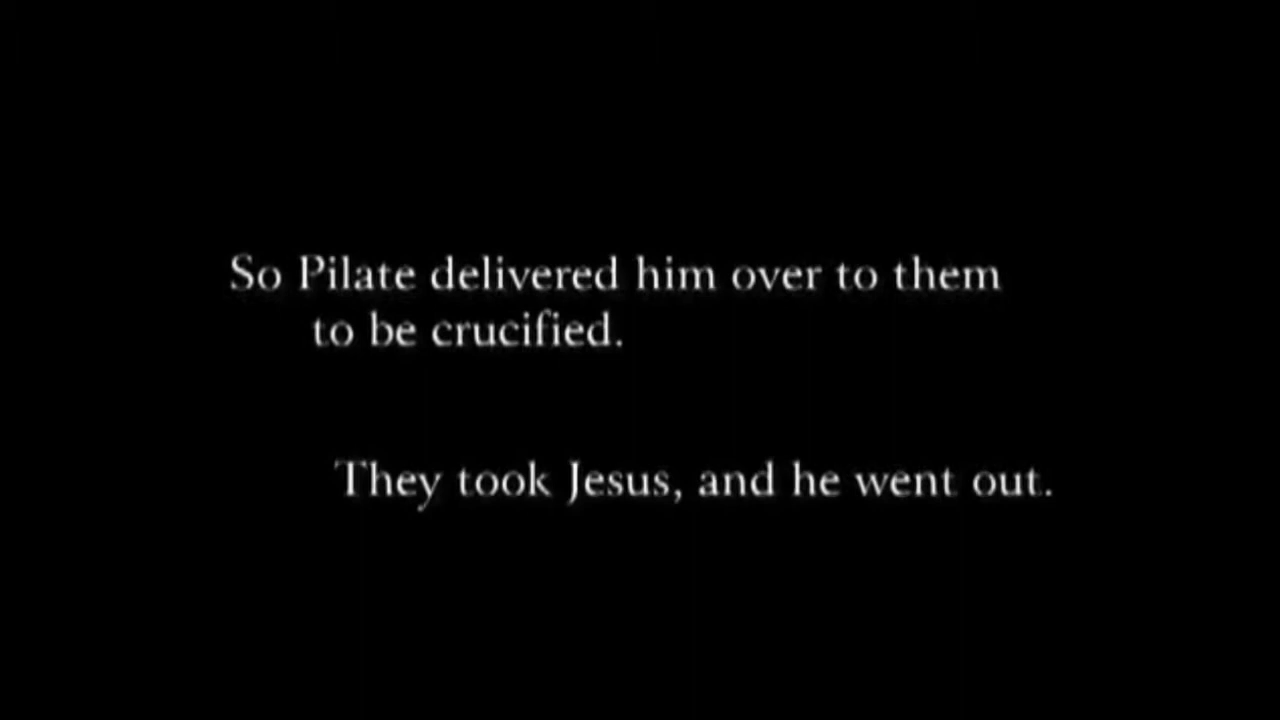 So Pilate delivered him over to them
to be crucified.
They took Jesus, and he went out.